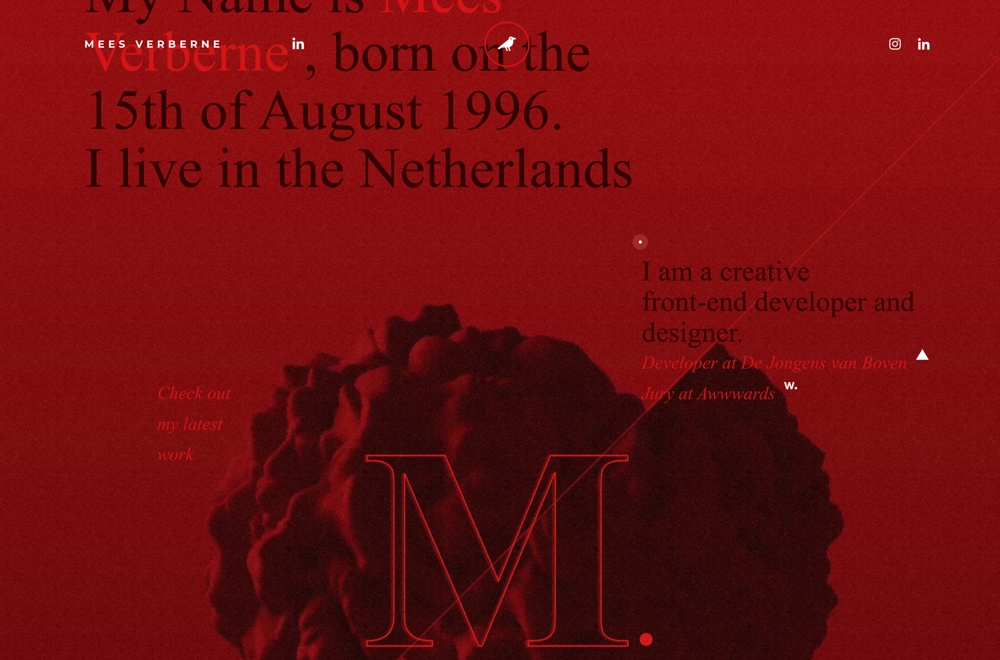 My Name is Mees
MEES VERBERNE
in
in
Verberne , born on the
15th of August 1996.
I live in the Netherlands
I am a creative
front-end developer and
designer.
Developer at De Jongens van Boven
Jury at Awwwards w.
Check out
my latest
work
M.